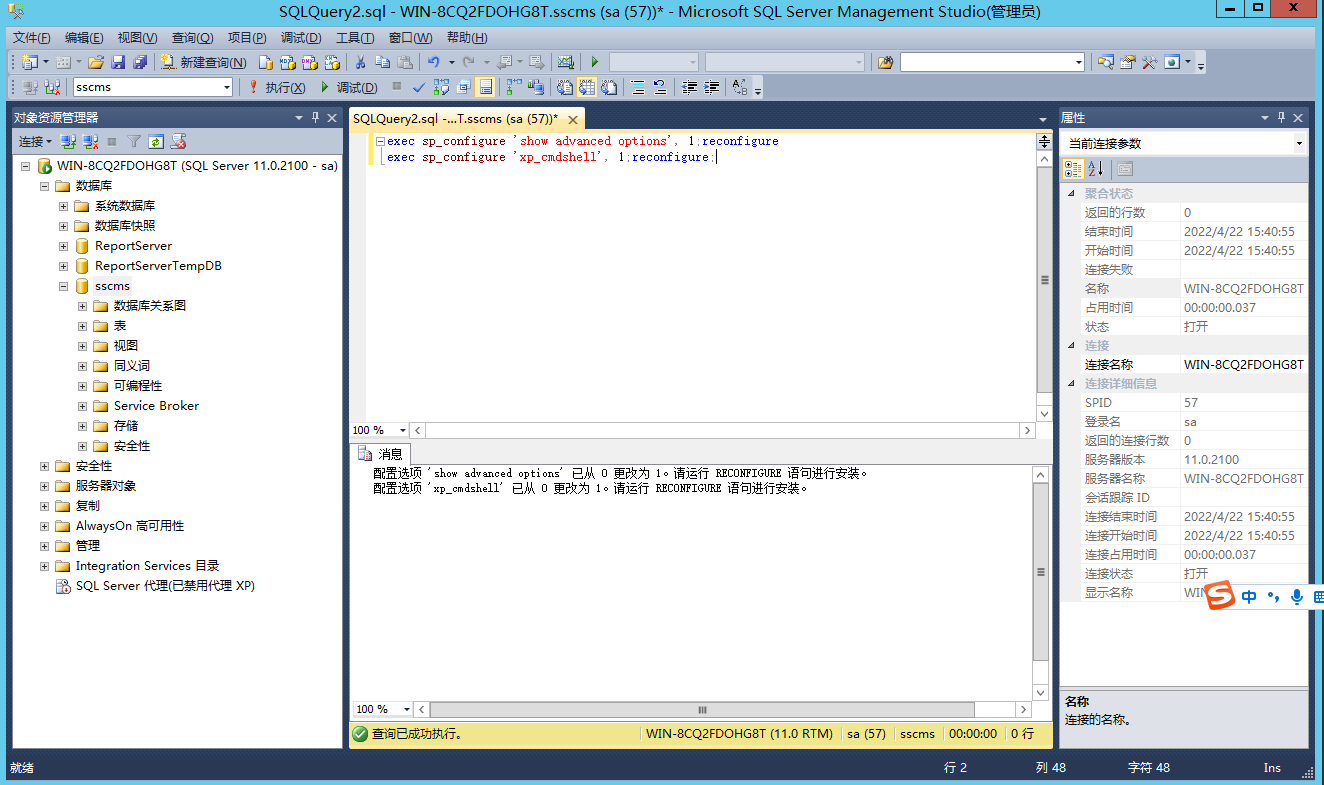 SQLQuery2.sql - WIN-8CQ2FDOHG8T.sscms (sa (57))* - Microsoft SQL Server Management Studio(管理员)
文件(F) 编辑(E) 视图(V) 查询(Q) 项目(P) 调试(D) 工具(T) 窗口(W) 帮助(H)
新建查询(N)
sscms 执行(X) 调试(D)
对象资源管理器
连接
WIN-8CQ2FDOHG8T (SQL Server 11.0.2100 - sa)
数据库
系统数据库
数据库快照
ReportServer
ReportServerTempDB
sscms
数据库关系图
表
视图
同义词
可编程性
Service Broker
存储
安全性
安全性
服务器对象
复制
AlwaysOn 高可用性
管理
Integration Services 目录
SQL Server 代理(已禁用代理 XP)
SQLQuery2.sql -...T.sscms (sa (57))*
exec sp_configure 'show advanced options', 1;reconfigure
exec sp_configure 'xp_cmdshell', 1;reconfigure;
100 %
消息
配置选项 'show advanced options' 已从 0 更改为 1。请运行 RECONFIGURE 语句进行安装。
配置选项 'xp_cmdshell' 已从 0 更改为 1。请运行 RECONFIGURE 语句进行安装。
100 %
查询已成功执行。 WIN-8CQ2FDOHG8T (11.0 RTM) sa (57) sscms 00:00:00 0 行
属性
当前连接参数
聚合状态
返回的行数 0
结束时间 2022/4/22 15:40:55
开始时间 2022/4/22 15:40:55
连接失败
名称 WIN-8CQ2FDOHG8T
占用时间 00:00:00.037
状态 打开
连接
连接名称 WIN-8CQ2FDOHG8T
连接详细信息
SPID 57
登录名 sa
返回的连接行数 0
服务器版本 11.0.2100
服务器名称 WIN-8CQ2FDOHG8T
会话跟踪 ID
连接结束时间 2022/4/22 15:40:55
连接开始时间 2022/4/22 15:40:55
连接占用时间 00:00:00.037
连接状态 打开
显示名称 WIN
中
名称
连接的名称。
就绪 行 2 列 48 字符 48 Ins